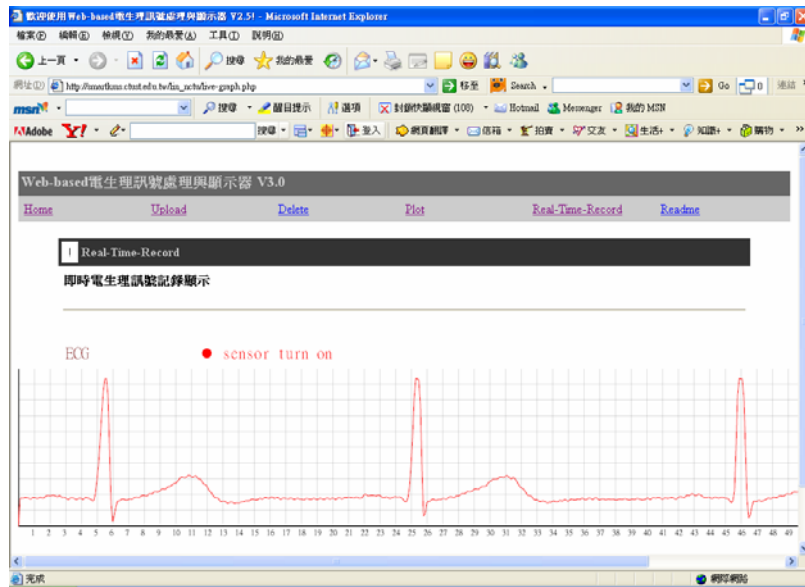 歡迎使用Web-based電生理訊號處理與顯示器 V2.5! - Microsoft Internet Explorer
檔案(F) 編輯(E) 檢視(V) 我的最愛(A) 工具(T) 說明(H)
上一頁 搜尋 我的最愛
網址(D) 移至 Search Go 0 連結
msn 搜尋 醒目提示 選項 封鎖快顯視窗 (108) Hotmail Messenger 我的 MSN
Adobe Y! 搜尋 登入 網頁翻譯 信箱 拍賣 交友 生活+ 知識+ 購物 »
Web-based電生理訊號處理與顯示器 V3.0
Home Upload Delete Plot Real-Time-Record Readme
Real-Time-Record
即時電生理訊號記錄顯示
ECG sensor turn on
1 2 3 4 5 6 7 8 9 10 11 12 13 14 15 16 17 18 19 20 21 22 23 24 25 26 27 28 29 30 31 32 33 34 35 36 37 38 39 40 41 42 43 44 45 46 47 48 49
完成 網際網路